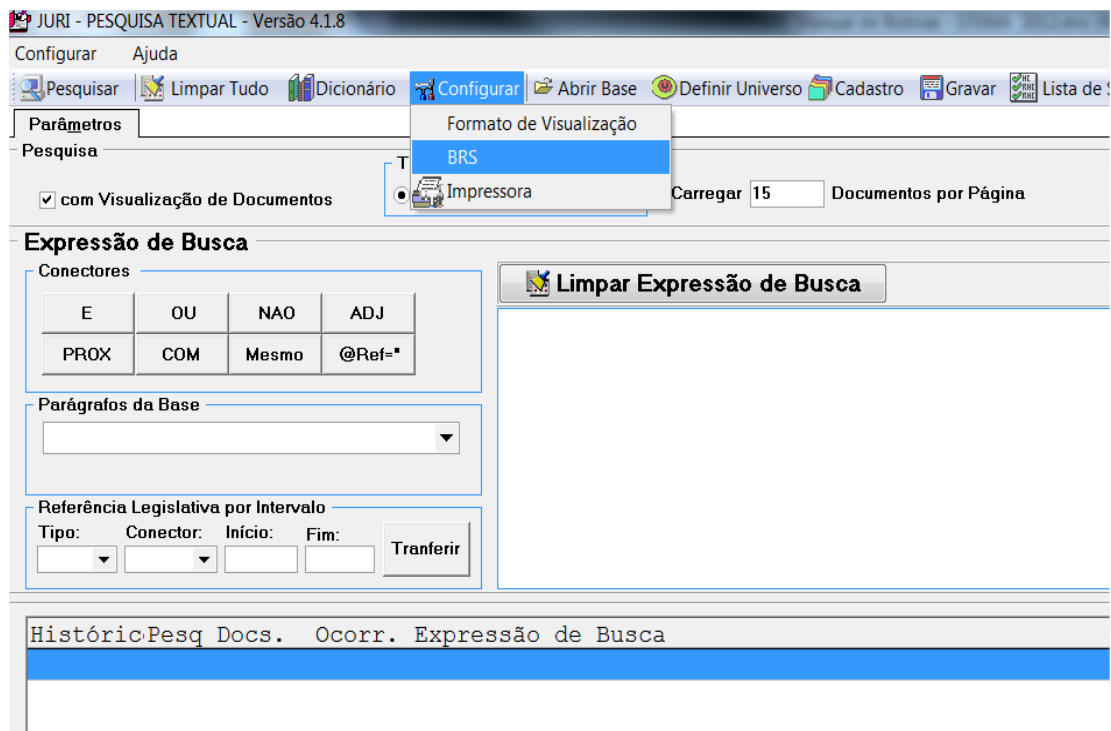 JURI - PESQUISA TEXTUAL - Versão 4.1.8
Configurar Ajuda
Pesquisar Limpar Tudo Dicionário Configurar Abrir Base Definir Universo Cadastro Gravar Lista de
Parâmetros Formato de Visualização
Pesquisa BRS
com Visualização de Documentos Impressora Carregar 15 Documentos por Página
Expressão de Busca
Conectores Limpar Expressão de Busca
E OU NAO ADJ
PROX COM Mesmo @Ref="
Parágrafos da Base
Referência Legislativa por Intervalo
Tipo: Conector: Início: Fim: Tranferir
Históric Pesq Docs. Ocorr. Expressão de Busca